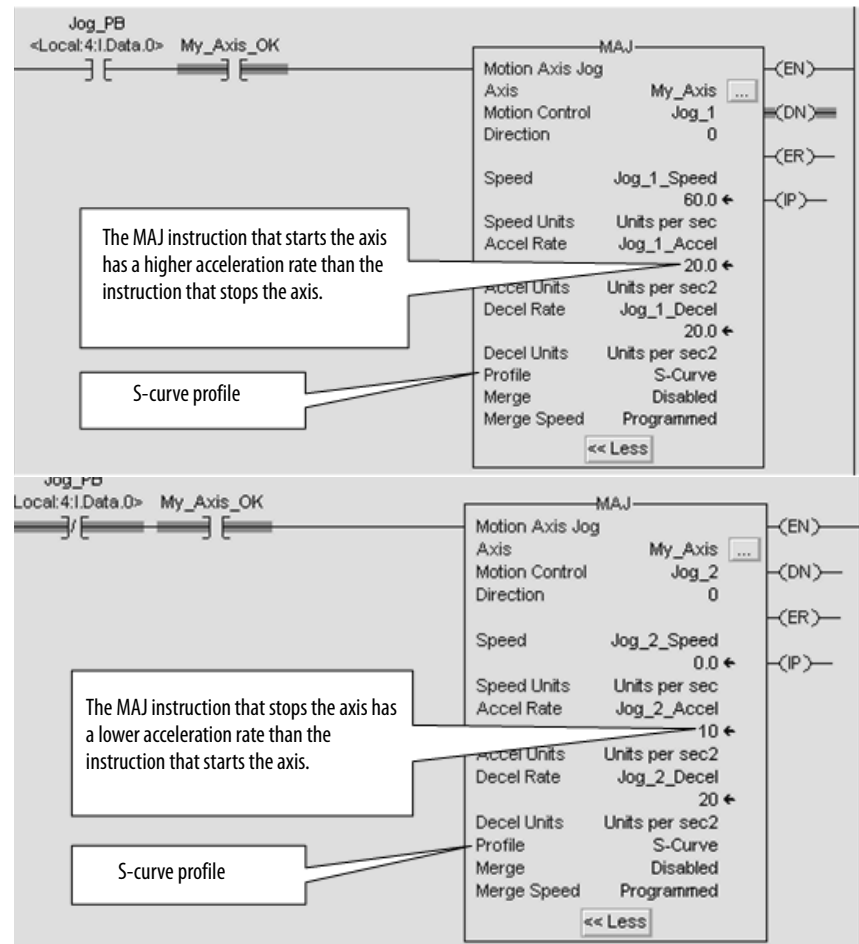 Jog_PB
<Local:4:I.Data.0> My_Axis_OK
MAJ
Motion Axis Jog
Axis My_Axis ...
Motion Control Jog_1
Direction 0
Speed Jog_1_Speed
60.0
Speed Units Units per sec
Accel Rate Jog_1_Accel
20.0
Accel Units Units per sec2
Decel Rate Jog_1_Decel
20.0
Decel Units Units per sec2
Profile S-Curve
Merge Disabled
Merge Speed Programmed
<< Less
(EN)
(DN)
(ER)
(IP)
The MAJ instruction that starts the axis
has a higher acceleration rate than the
instruction that stops the axis.
S-curve profile
Jog_PB
Local:4:I.Data.0> My_Axis_OK
MAJ
Motion Axis Jog
Axis My_Axis ...
Motion Control Jog_2
Direction 0
Speed Jog_2_Speed
0.0
Speed Units Units per sec
Accel Rate Jog_2_Accel
10
Accel Units Units per sec2
Decel Rate Jog_2_Decel
20
Decel Units Units per sec2
Profile S-Curve
Merge Disabled
Merge Speed Programmed
<< Less
(EN)
(DN)
(ER)
(IP)
The MAJ instruction that stops the axis has
a lower acceleration rate than the
instruction that starts the axis.
S-curve profile